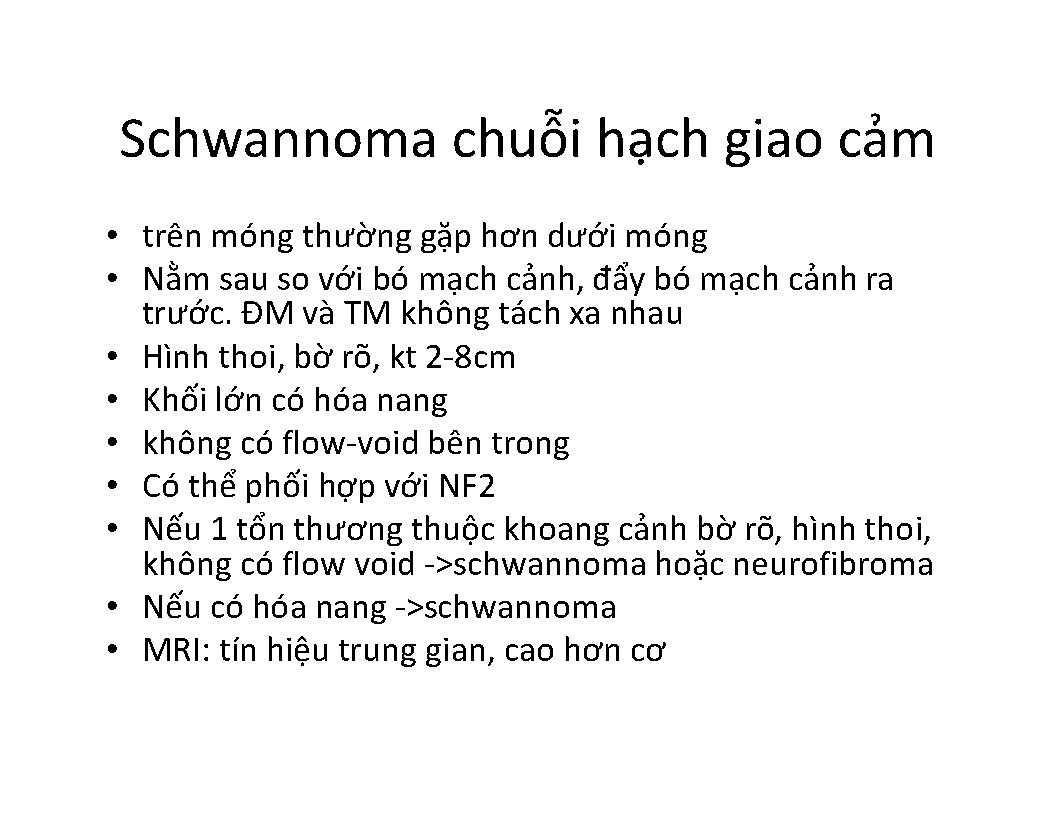 Schwannoma chuỗi hạch giao cảm
• trên móng thường gặp hơn dưới móng
• Nằm sau so với bó mạch cảnh, đẩy bó mạch cảnh ra
trước. ĐM và TM không tách xa nhau
• Hình thoi, bờ rõ, kt 2-8cm
• Khối lớn có hóa nang
• không có flow-void bên trong
• Có thể phối hợp với NF2
• Nếu 1 tổn thương thuộc khoang cảnh bờ rõ, hình thoi,
không có flow void ->schwannoma hoặc neurofibroma
• Nếu có hóa nang ->schwannoma
• MRI: tín hiệu trung gian, cao hơn cơ